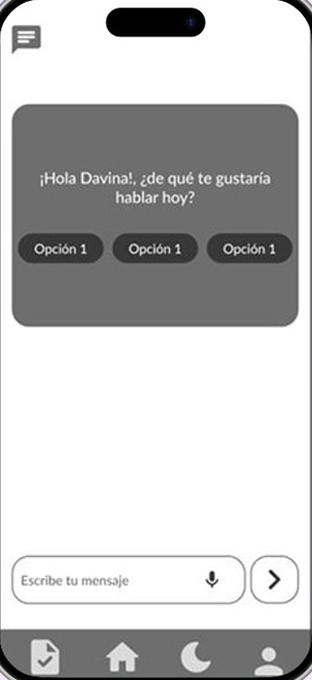 ¡Hola Davina!, ¿de qué te gustaría
hablar hoy?
Opción 1 Opción 1 Opción 1
Escribe tu mensaje